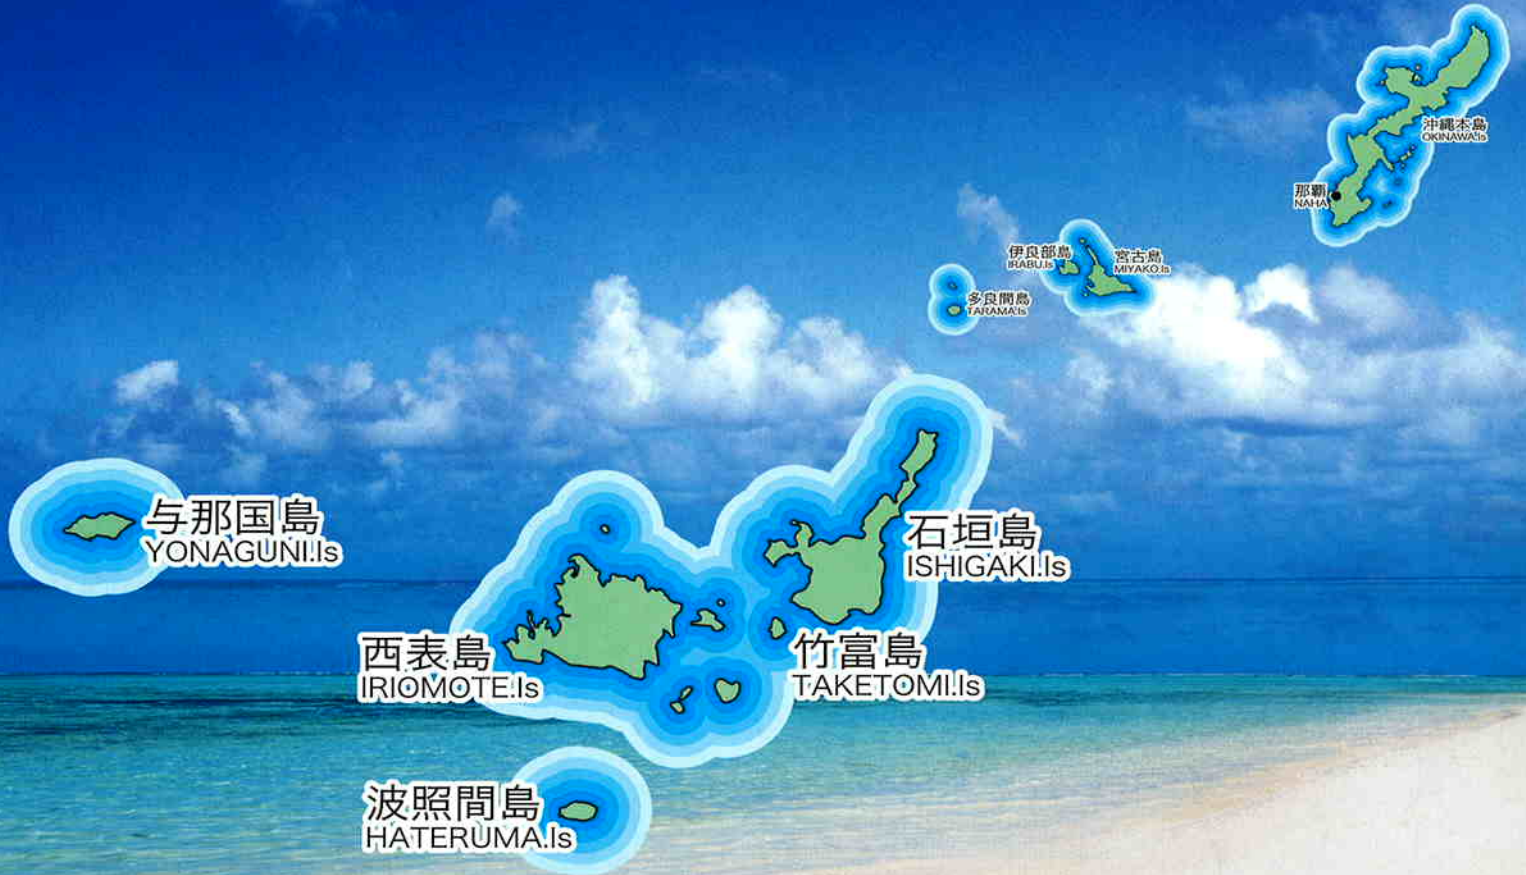 沖縄本島
OKINAWA.Is
那覇
NAHA
伊良部島
IRABU.Is
宮古島
MIYAKO.Is
多良間島
TARAMA.Is
与那国島
YONAGUNI.Is
石垣島
ISHIGAKI.Is
西表島
IRIOMOTE.Is
竹富島
TAKETOMI.Is
波照間島
HATERUMA.Is